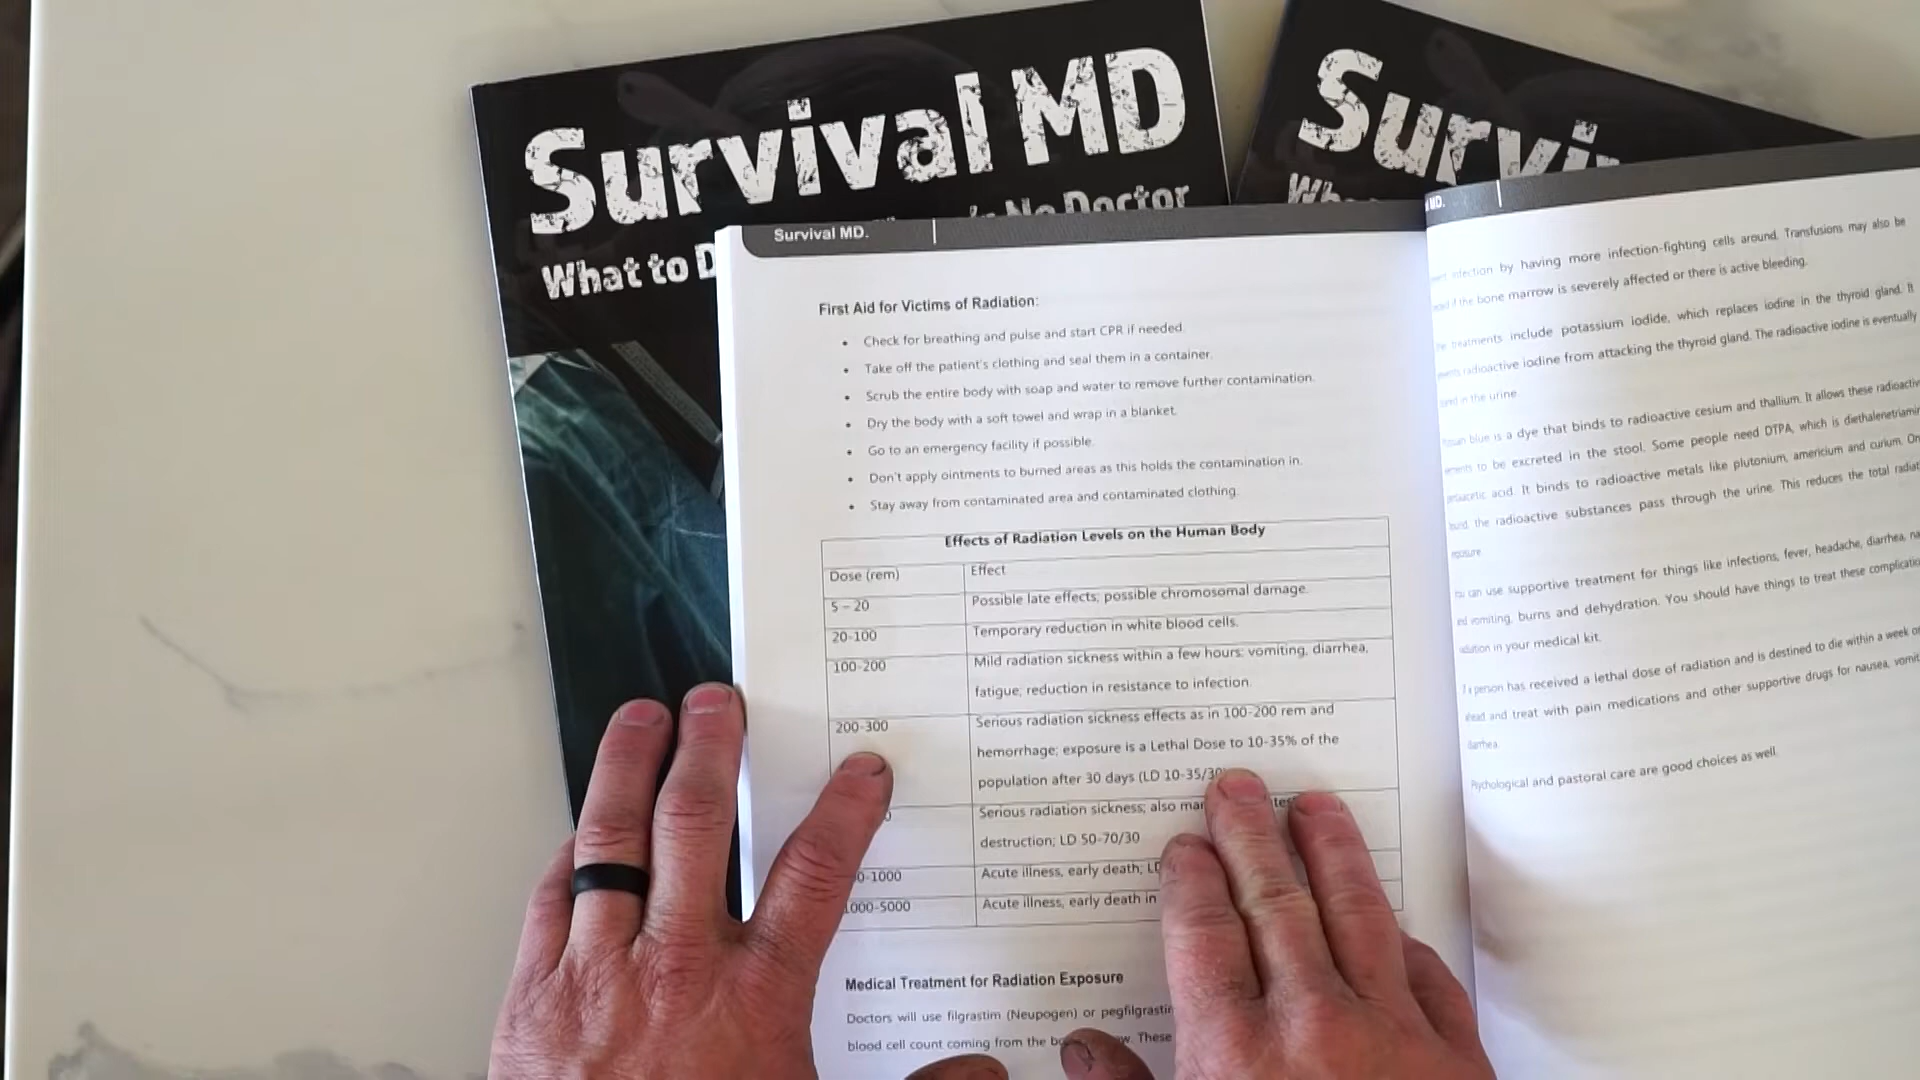 Survival MD
What to D
No Doctor
Survi
Survival MD.
First Aid for Victims of Radiation:
• Check for breathing and pulse and start CPR if needed.
• Take off the patient's clothing and seal them in a container.
• Scrub the entire body with soap and water to remove further contamination.
• Dry the body with a soft towel and wrap in a blanket.
• Go to an emergency facility if possible.
• Don't apply ointments to burned areas as this holds the contamination in.
• Stay away from contaminated area and contaminated clothing.
Effects of Radiation Levels on the Human Body
Dose (rem) Effect
5 – 20 Possible late effects; possible chromosomal damage.
20-100 Temporary reduction in white blood cells.
100-200 Mild radiation sickness within a few hours: vomiting, diarrhea,
fatigue; reduction in resistance to infection.
200-300 Serious radiation sickness effects as in 100-200 rem and
hemorrhage; exposure is a Lethal Dose to 10-35% of the
population after 30 days (LD 10-35/30
Serious radiation sickness; also
destruction; LD 50-70/30
0-1000 Acute illness, early death;
1000-5000 Acute illness, early death in
Medical Treatment for Radiation Exposure
Doctors will use filgrastim (Neupogen) or
blood cell count coming from the These
MD.
infection by having more infection-fighting cells around. Transfusions may also be
if the bone marrow is severely affected or there is active bleeding.
treatments include potassium iodide, which replaces iodine in the thyroid gland. It
radioactive iodine from attacking the thyroid gland. The radioactive iodine is eventually
in the urine.
blue is a dye that binds to radioactive cesium and thallium. It allows these
to be excreted in the stool. Some people need DTPA, which is
acid. It binds to radioactive metals like plutonium, americium and curium.
the radioactive substances pass through the urine. This reduces the total
exposure.
can use supportive treatment for things like infections, fever, headache, diarrhea,
vomiting, burns and dehydration. You should have things to treat these
in your medical kit.
person has received a lethal dose of radiation and is destined to die within a week
and treat with pain medications and other supportive drugs for nausea,
diarrhea.
Psychological and pastoral care are good choices as well.